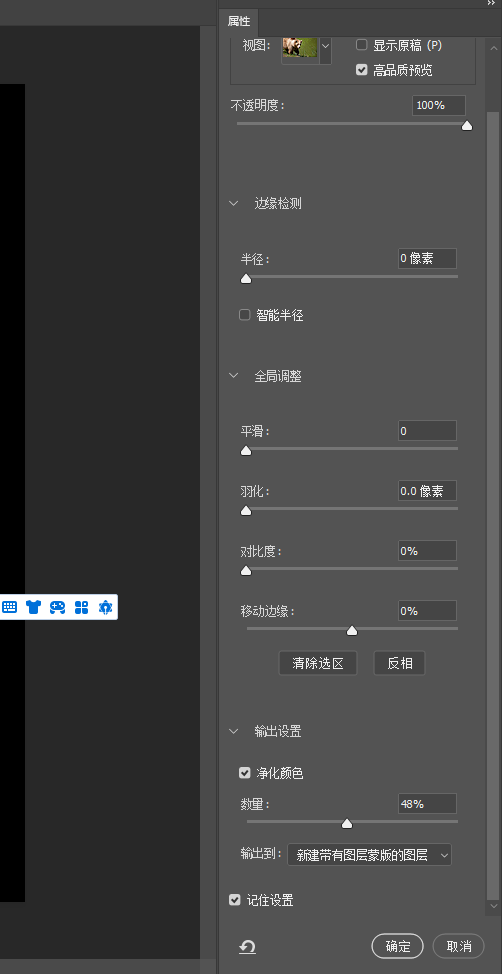 属性
视图: 显示原稿 (P)
高品质预览
不透明度: 100%
边缘检测
半径: 0 像素
智能半径
全局调整
平滑: 0
羽化: 0.0 像素
对比度: 0%
移动边缘: 0%
清除选区 反相
输出设置
净化颜色
数量: 48%
输出到: 新建带有图层蒙版的图层
记住设置
确定 取消